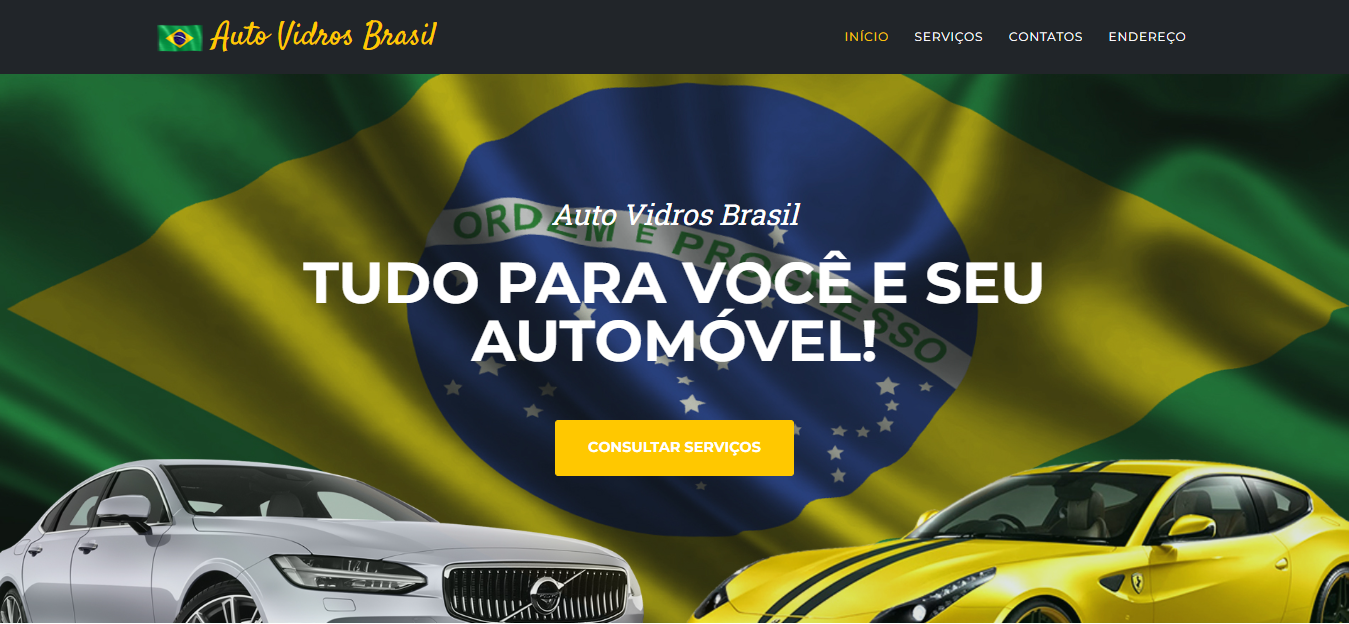 Auto Vidros Brasil
INÍCIO SERVIÇOS CONTATOS ENDEREÇO
ORDEM E PROGRESSO
Auto Vidros Brasil
TUDO PARA VOCÊ E SEU
AUTOMÓVEL!
CONSULTAR SERVIÇOS